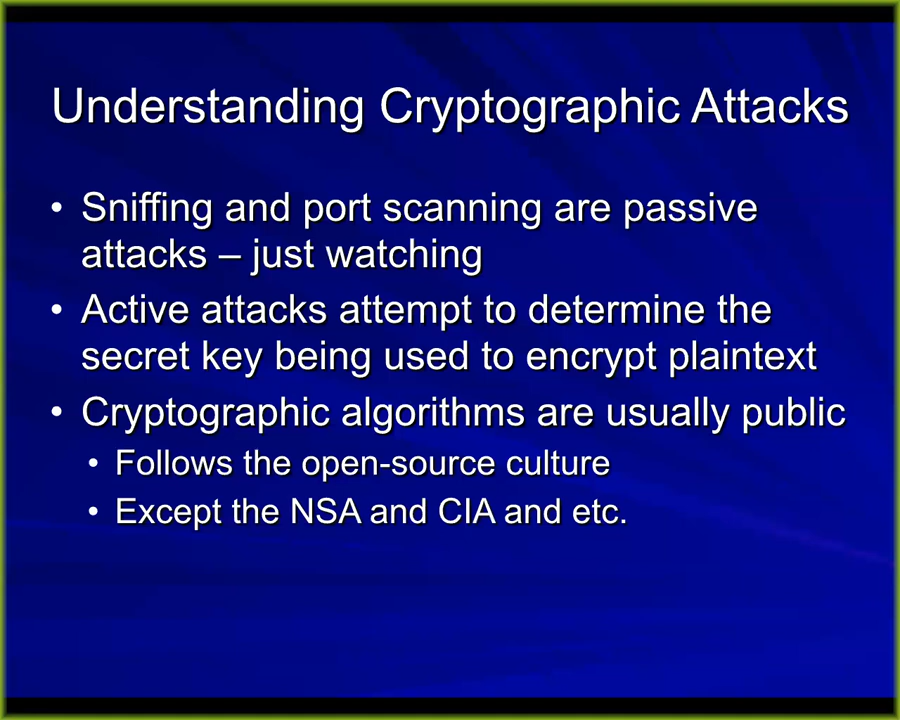 Understanding Cryptographic Attacks
• Sniffing and port scanning are passive
attacks – just watching
• Active attacks attempt to determine the
secret key being used to encrypt plaintext
• Cryptographic algorithms are usually public
• Follows the open-source culture
• Except the NSA and CIA and etc.